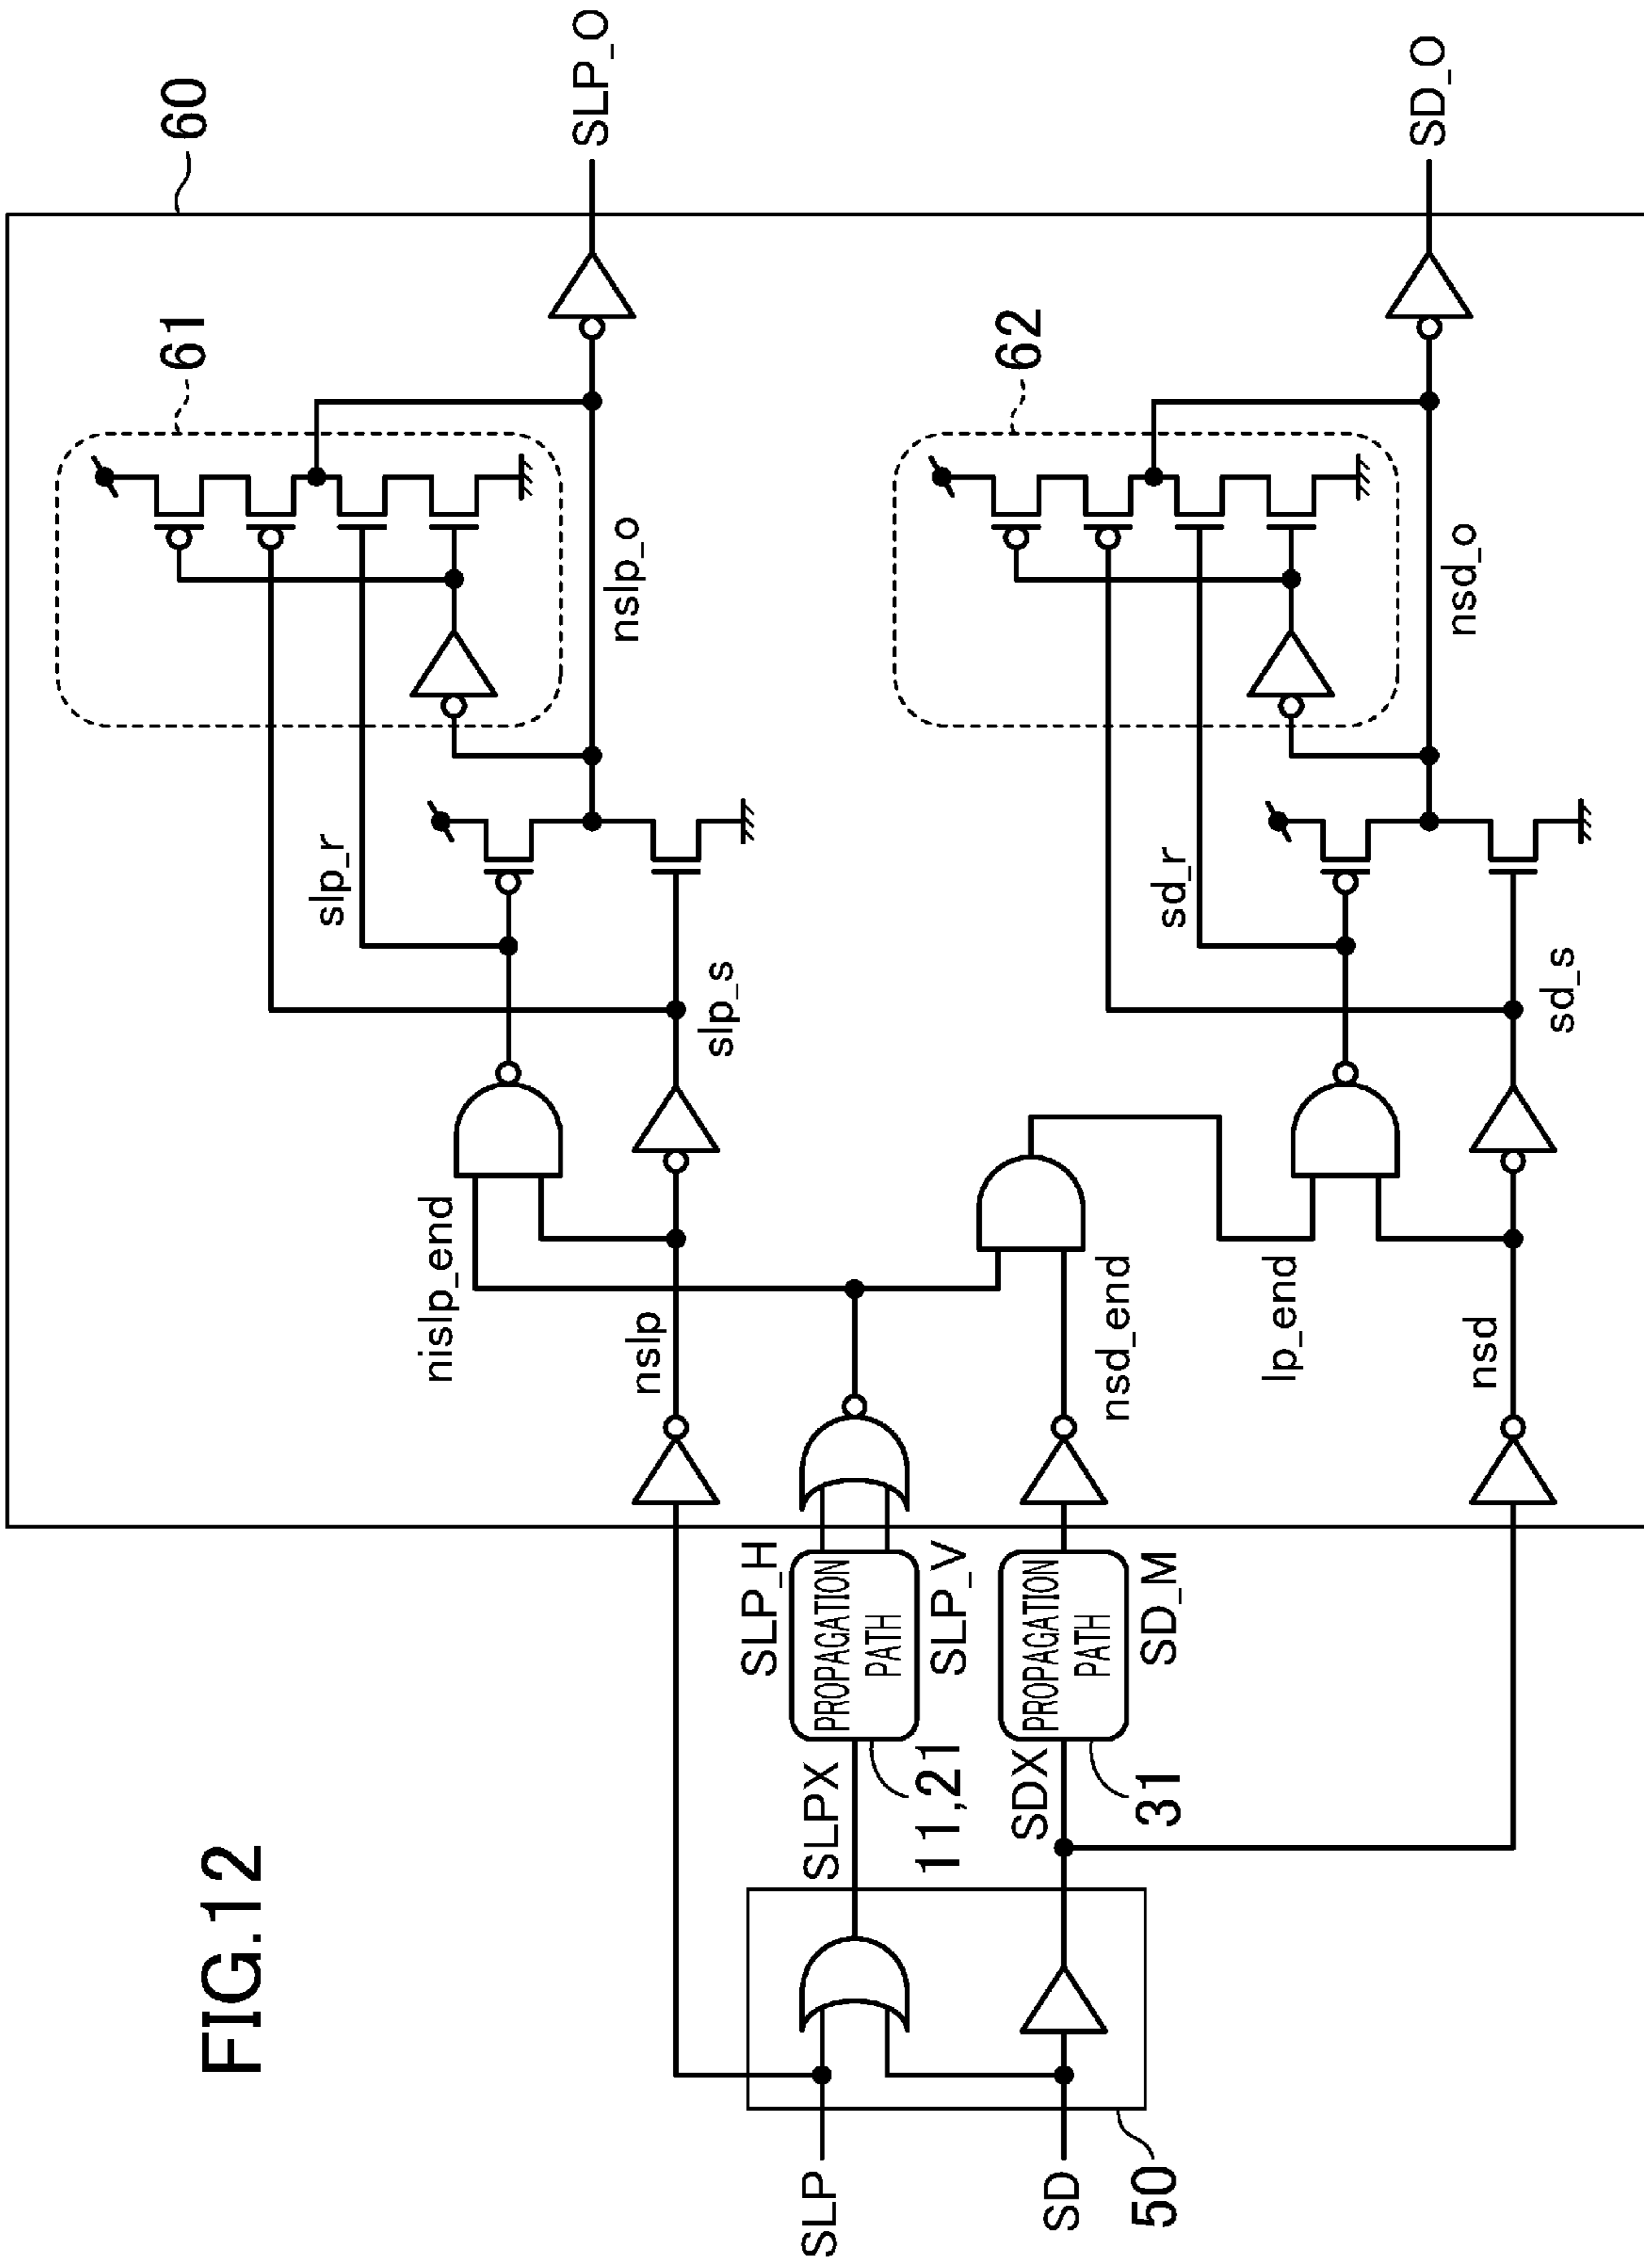 FIG.12
60
61
SLP_O
slp_r
nslp_o
slp_s
nislp_end
nslp
SLP_H
PROPAGATION
PATH
SLP_V
SLPX
11,21
SLP
62
SD_O
sd_r
nsd_o
sd_s
nsd_end
lp_end
nsd
PROPAGATION
PATH
SD_M
SDX
31
SD
50